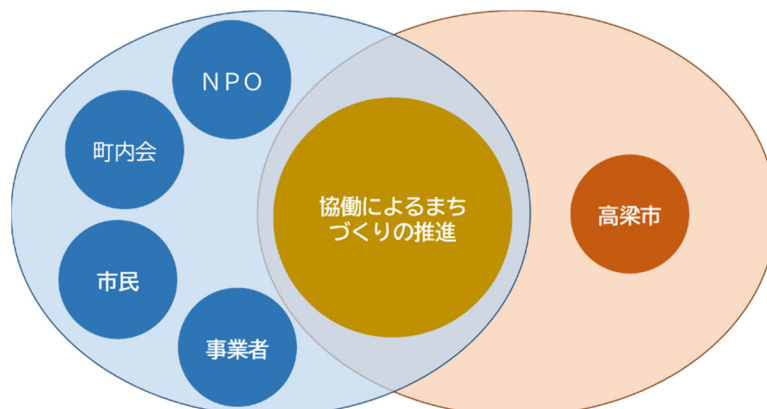 ＮＰＯ
町内会
市民
事業者
協働によるまち
づくりの推進
高梁市